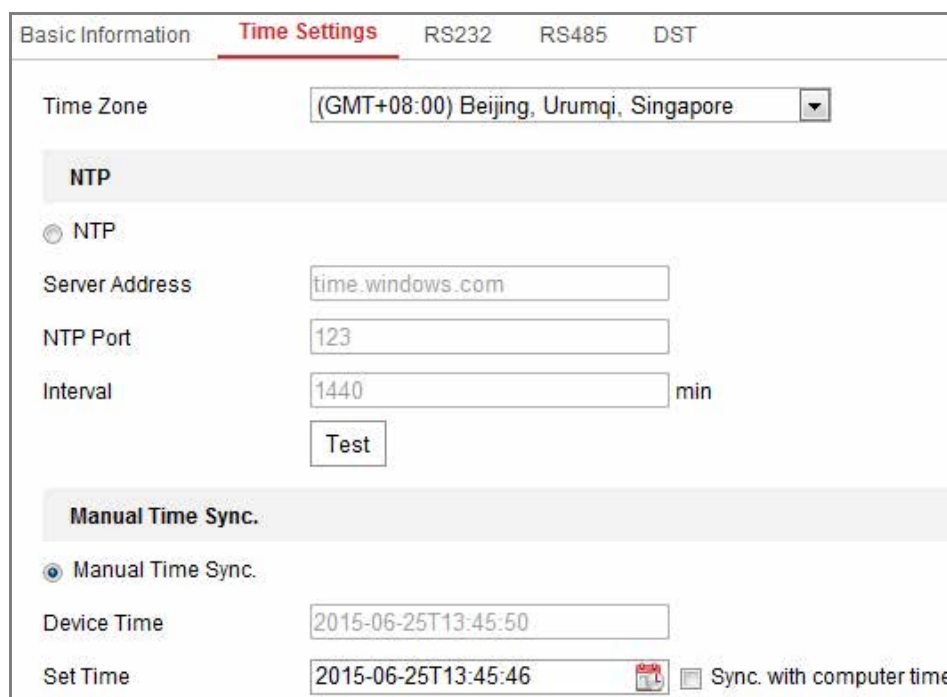 Basic Information Time Settings RS232 RS485 DST
Time Zone (GMT+08:00) Beijing, Urumqi, Singapore
NTP
NTP
Server Address time.windows.com
NTP Port 123
Interval 1440 min
Test
Manual Time Sync.
Manual Time Sync.
Device Time 2015-06-25T13:45:50
Set Time 2015-06-25T13:45:46 Sync. with computer time